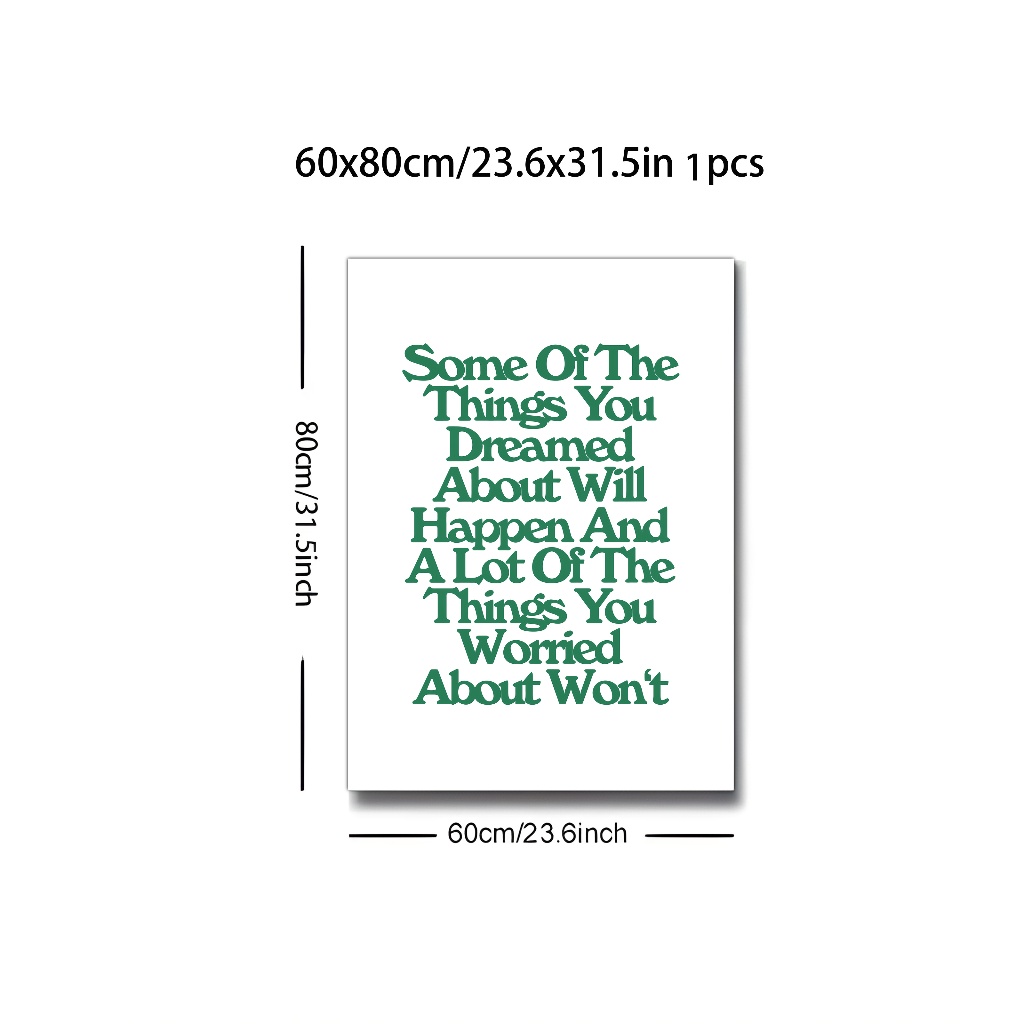 60x80cm/23.6x31.5in 1pcs
80cm/31.5inch
Some Of The
Things You
Dreamed
About Will
Happen And
A Lot Of The
Things You
Worried
About Won‘t
60cm/23.6inch